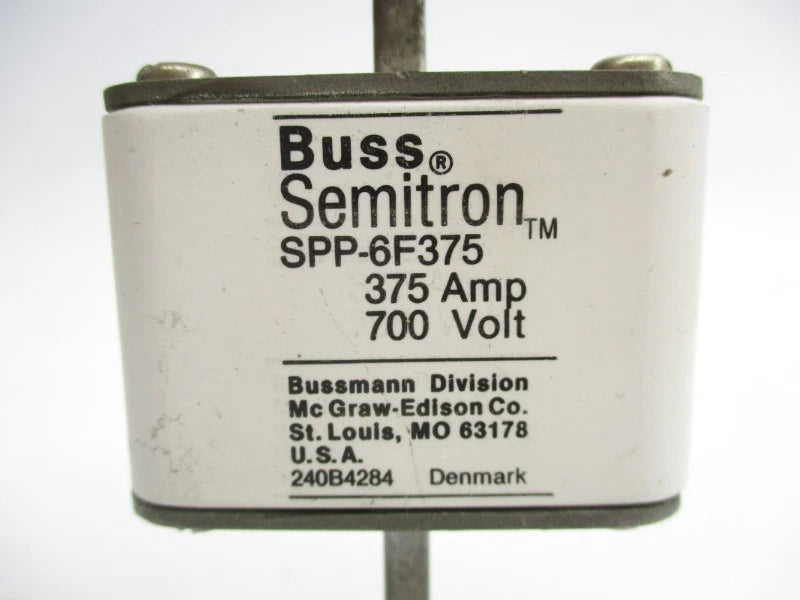 Buss®
Semitron™
SPP-6F375
375 Amp
700 Volt
Bussmann Division
Mc Graw-Edison Co.
St. Louis, MO 63178
U.S.A.
240B4284 Denmark